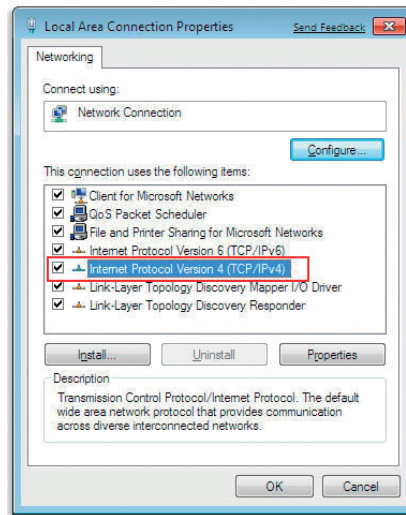 Local Area Connection Properties
Send Feedback
Networking
Connect using:
Network Connection
Configure...
This connection uses the following items:
Client for Microsoft Networks
QoS Packet Scheduler
File and Printer Sharing for Microsoft Networks
Internet Protocol Version 6 (TCP/IPv6)
Internet Protocol Version 4 (TCP/IPv4)
Link-Layer Topology Discovery Mapper I/O Driver
Link-Layer Topology Discovery Responder
Install...
Uninstall
Properties
Description
Transmission Control Protocol/Internet Protocol. The default
wide area network protocol that provides communication
across diverse interconnected networks.
OK
Cancel